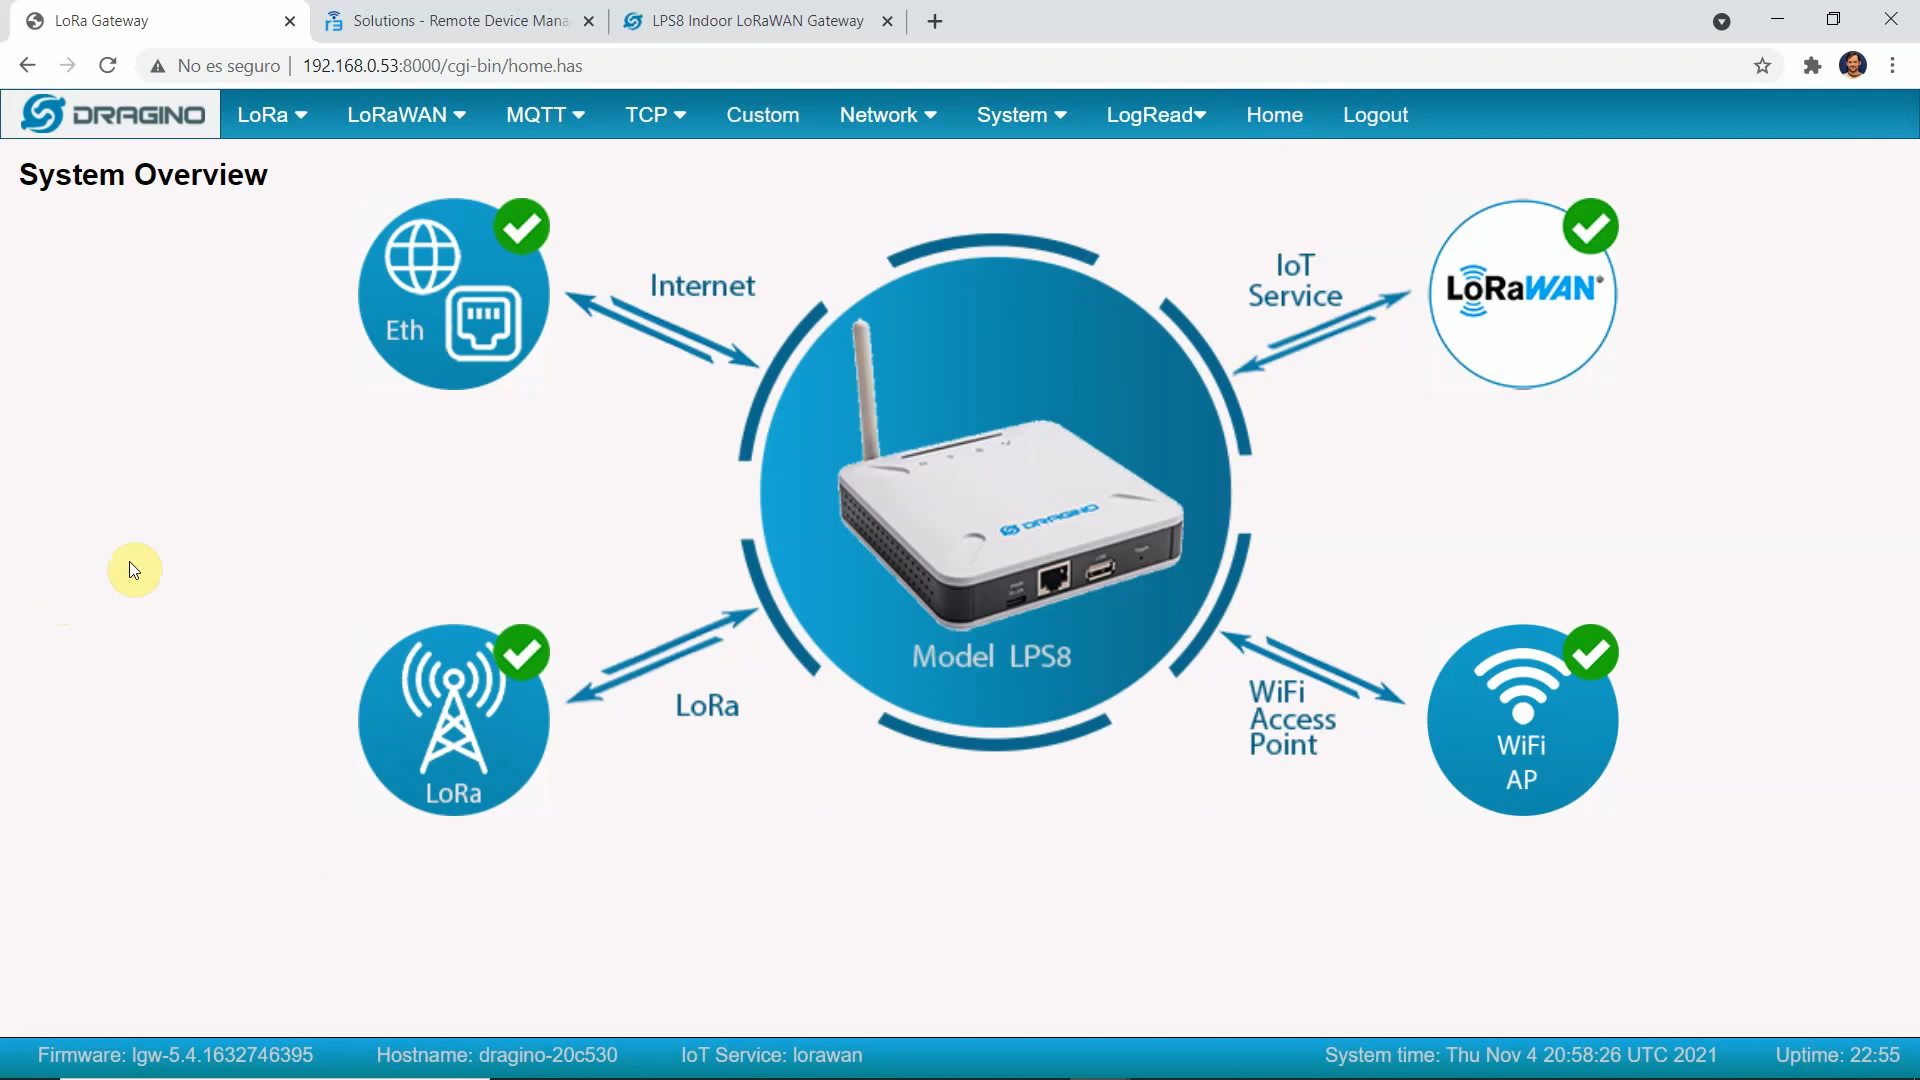 LoRa Gateway
Solutions - Remote Device Mana
LPS8 Indoor LoRaWAN Gateway
No es seguro
192.168.0.53:8000/cgi-bin/home.has
DRAGINO
LoRa
LoRaWAN
MQTT
TCP
Custom
Network
System
LogRead
Home
Logout
System Overview
Eth
Internet
IoT
Service
LoRaWAN®
DRAGINO
Model LPS8
LoRa
LoRa
WiFi
Access
Point
WiFi
AP
Firmware: lgw-5.4.1632746395
Hostname: dragino-20c530
IoT Service: lorawan
System time: Thu Nov 4 20:58:26 UTC 2021
Uptime: 22:55